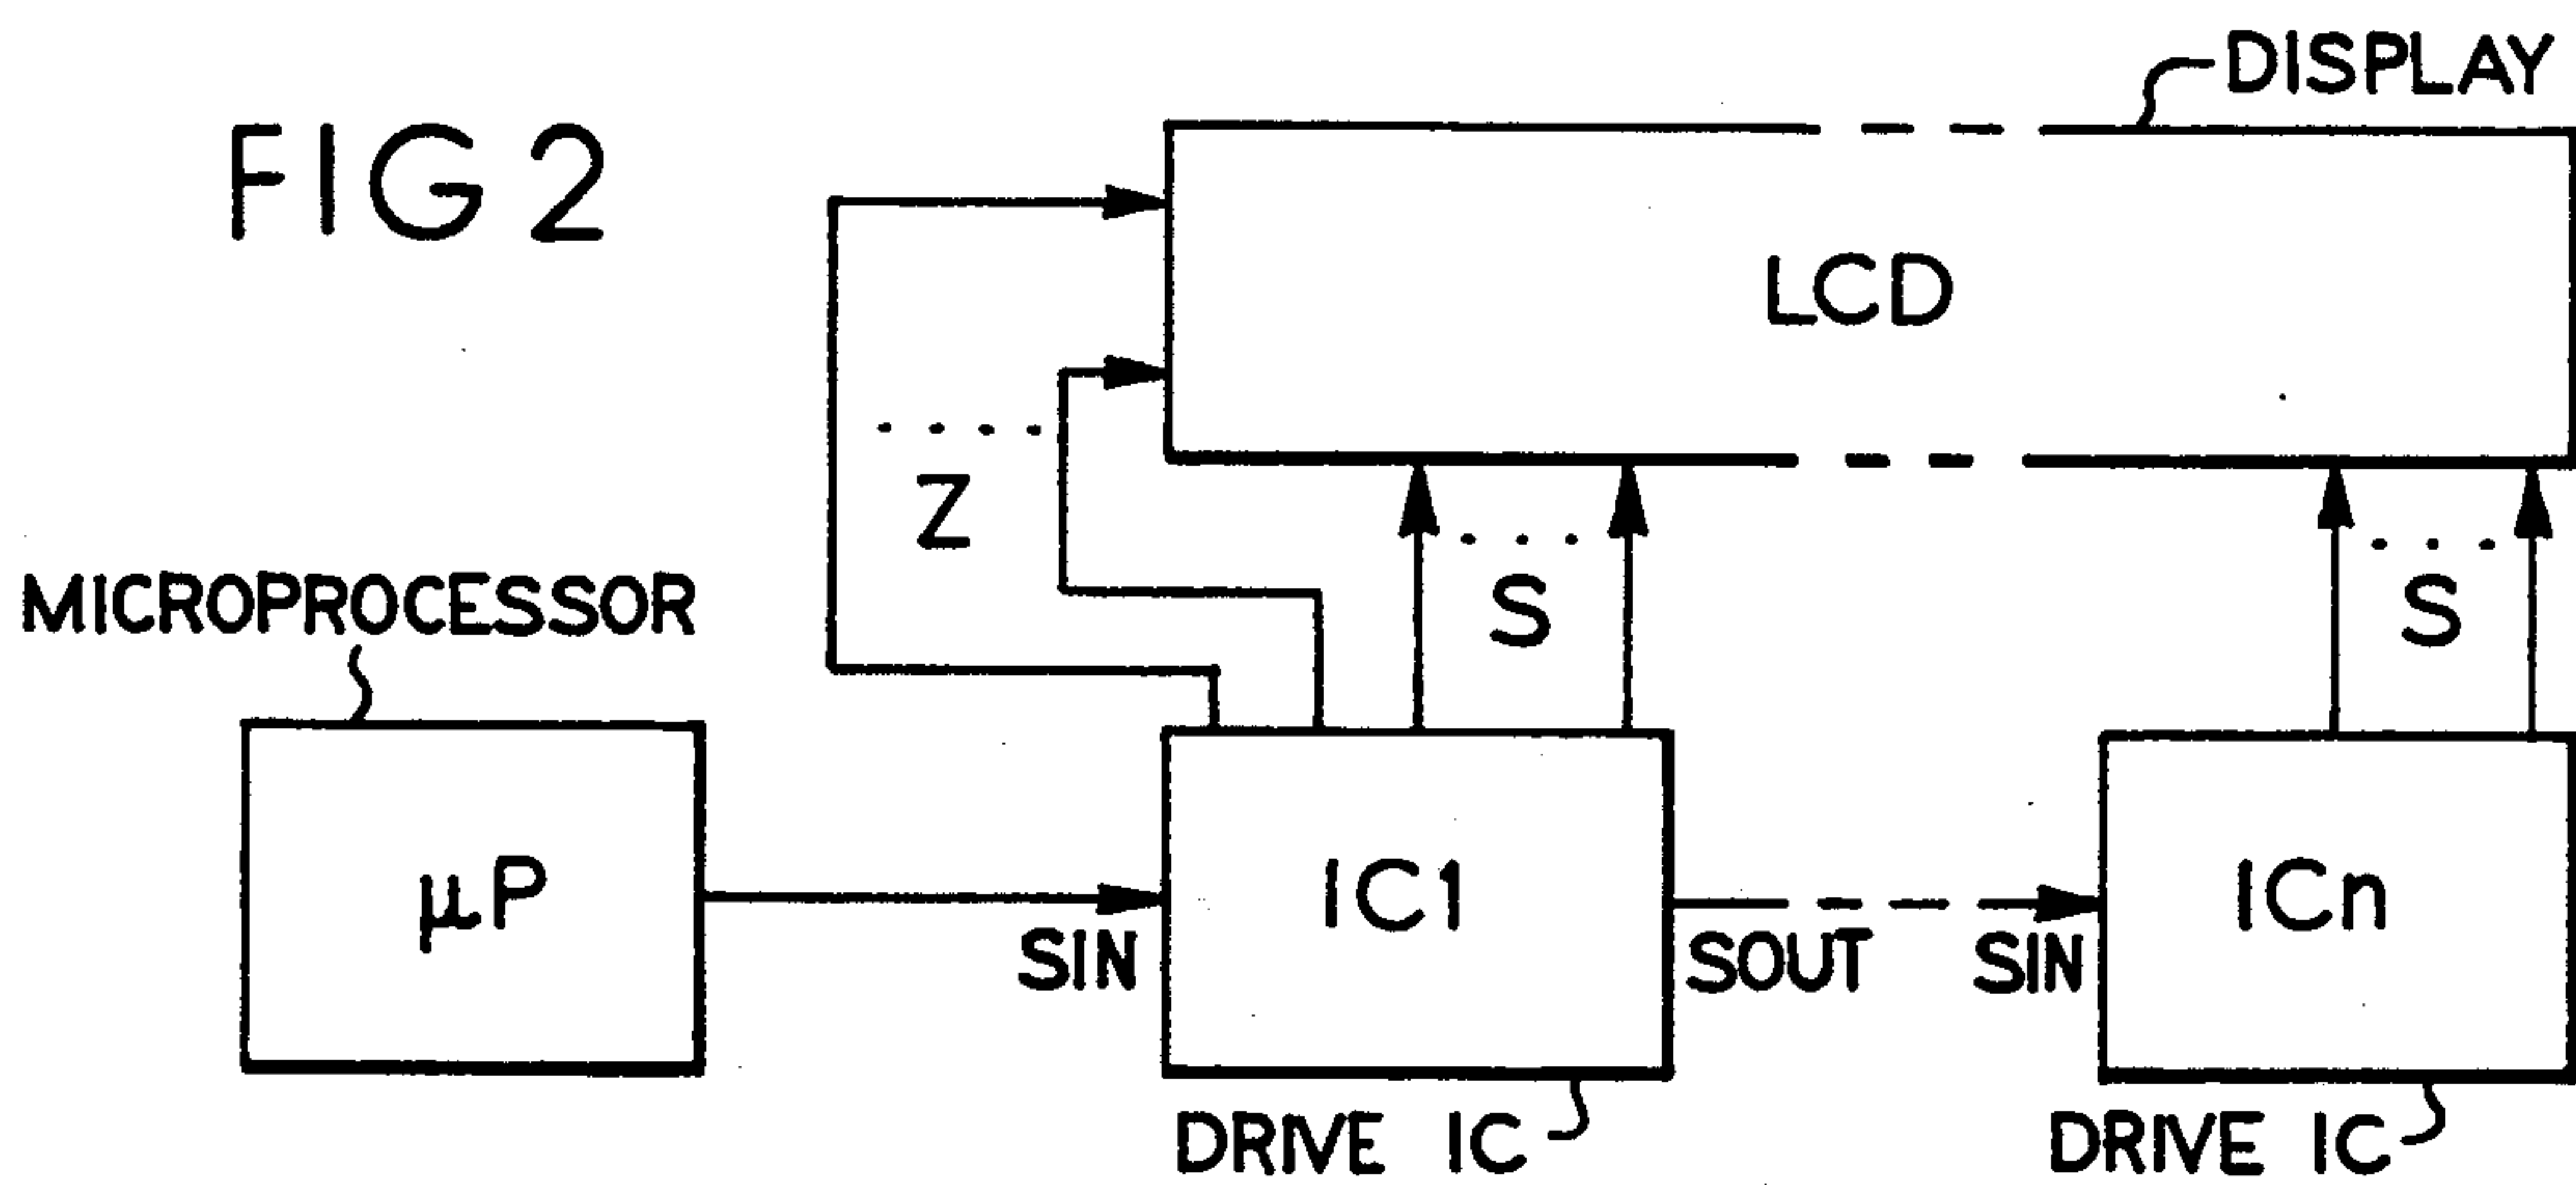 FIG 2
DISPLAY
LCD
Z
S
S
MICROPROCESSOR
µP
IC1
ICn
SIN
SOUT
SIN
DRIVE IC
DRIVE IC